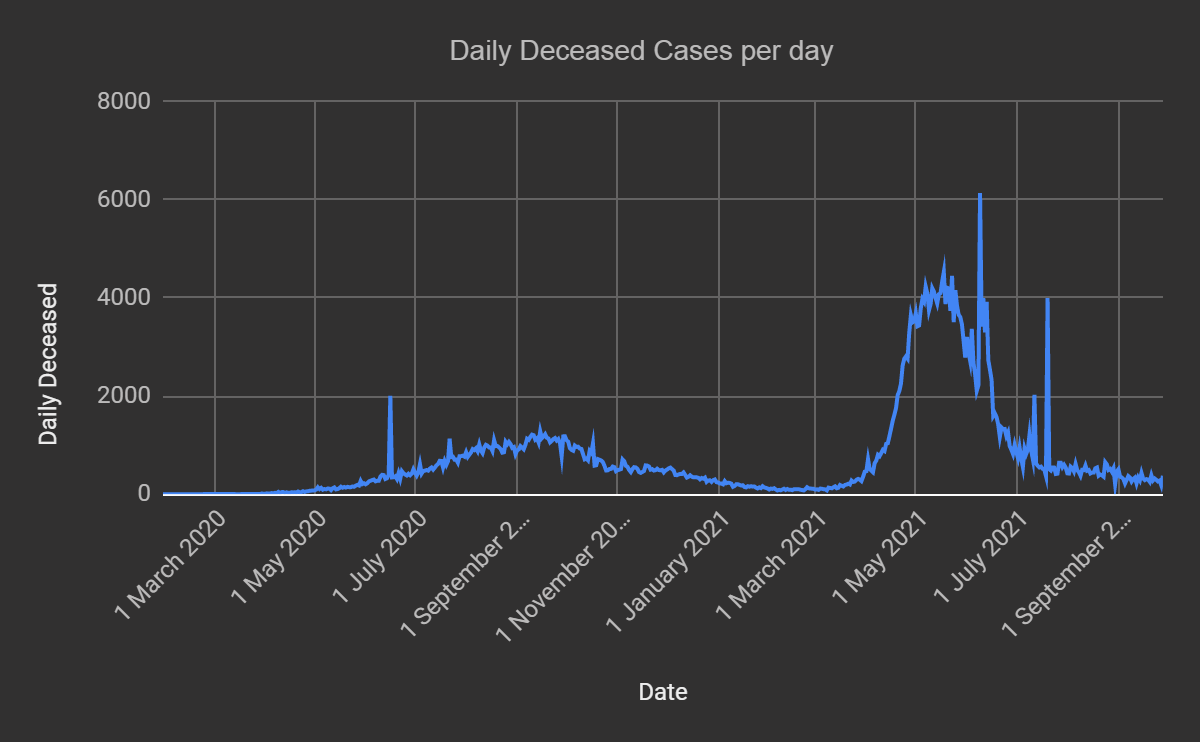 Daily Deceased Cases per day
8000
6000
4000
2000
0
Daily Deceased
1 March 2020
1 May 2020
1 July 2020
1 September 2...
1 November 20...
1 January 2021
1 March 2021
1 May 2021
1 July 2021
1 September 2...
Date